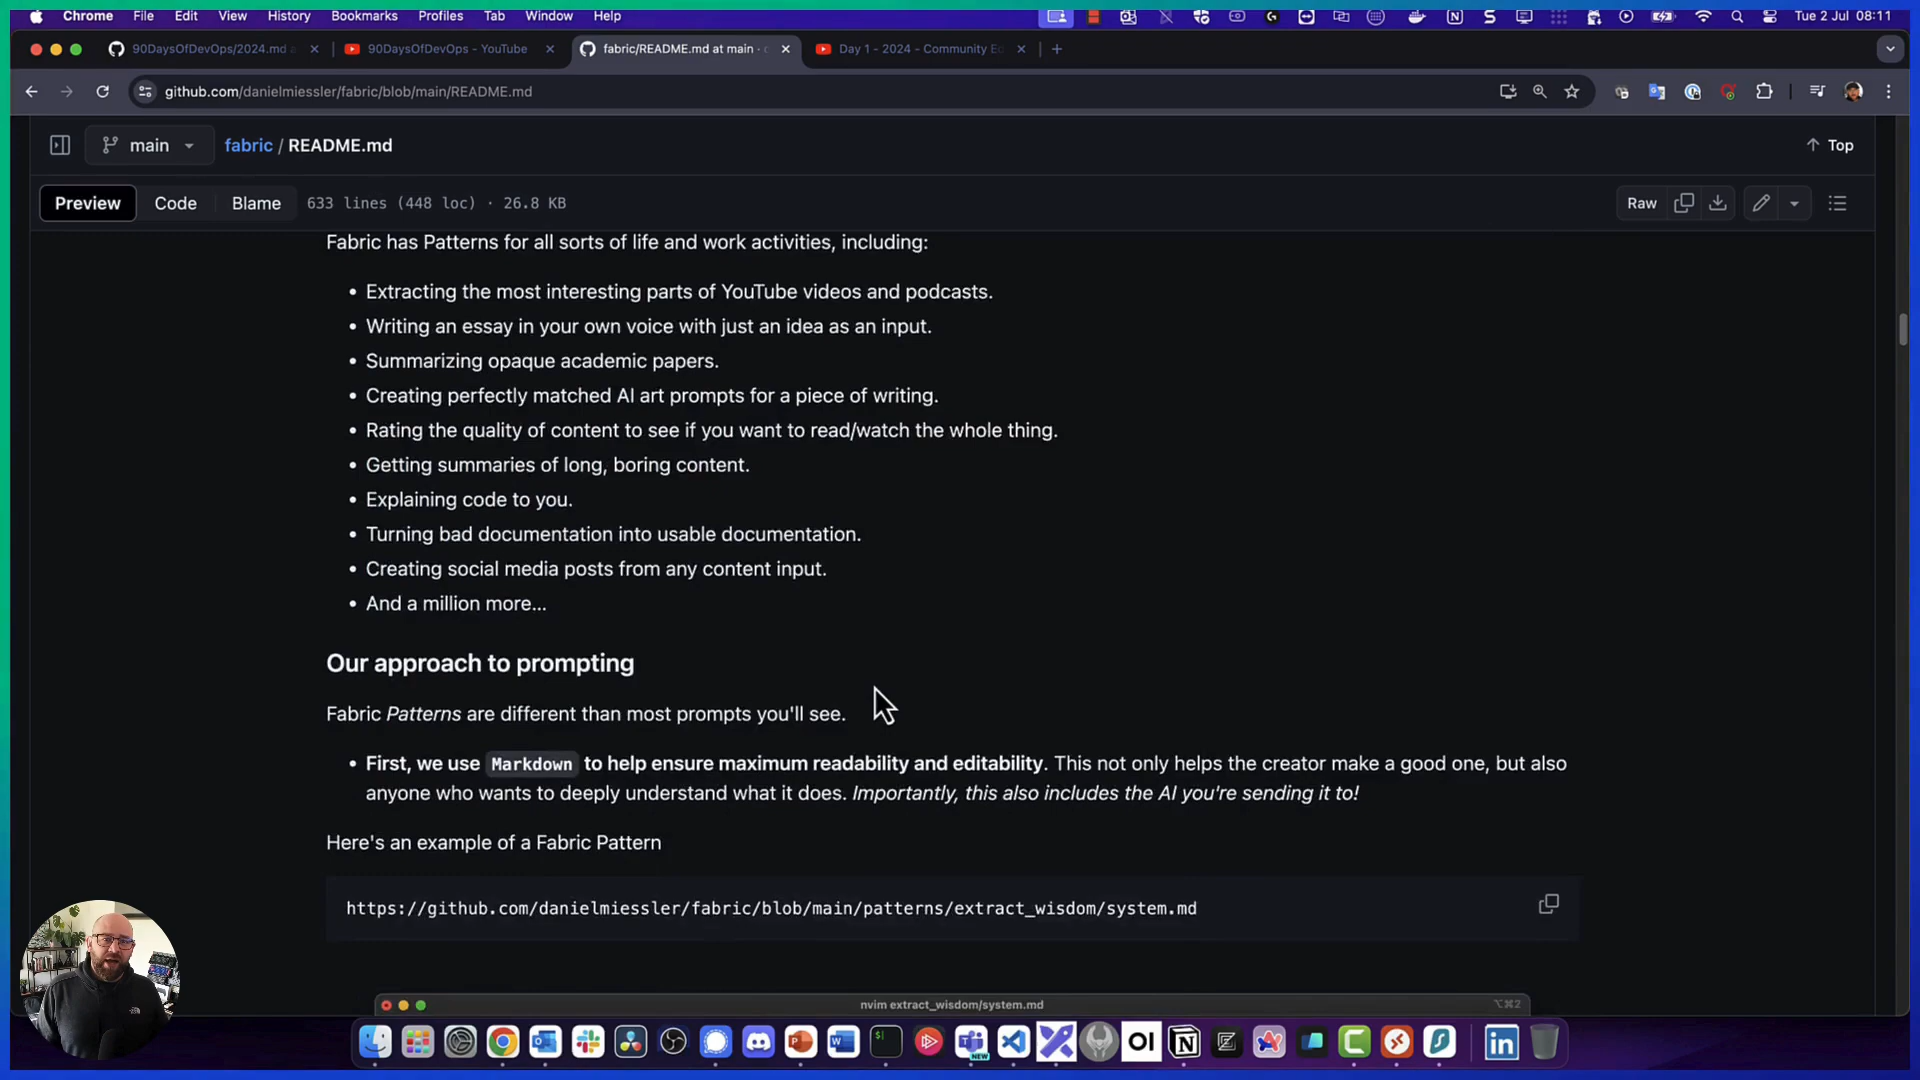 Chrome File Edit View History Bookmarks Profiles Tab Window Help Tue 2 Jul 08:11
90DaysOfDevOps/2024.md a 90DaysOfDevOps - YouTube fabric/README.md at main · Day 1 - 2024 - Community E
github.com/danielmiessler/fabric/blob/main/README.md
main fabric / README.md Top
Preview Code Blame 633 lines (448 loc) · 26.8 KB Raw
Fabric has Patterns for all sorts of life and work activities, including:
• Extracting the most interesting parts of YouTube videos and podcasts.
• Writing an essay in your own voice with just an idea as an input.
• Summarizing opaque academic papers.
• Creating perfectly matched AI art prompts for a piece of writing.
• Rating the quality of content to see if you want to read/watch the whole thing.
• Getting summaries of long, boring content.
• Explaining code to you.
• Turning bad documentation into usable documentation.
• Creating social media posts from any content input.
• And a million more...
Our approach to prompting
Fabric Patterns are different than most prompts you'll see.
• First, we use Markdown to help ensure maximum readability and editability. This not only helps the creator make a good one, but also
anyone who wants to deeply understand what it does. Importantly, this also includes the AI you're sending it to!
Here's an example of a Fabric Pattern
https://github.com/danielmiessler/fabric/blob/main/patterns/extract_wisdom/system.md
nvim extract_wisdom/system.md ⌥⌘2
NEW OI in